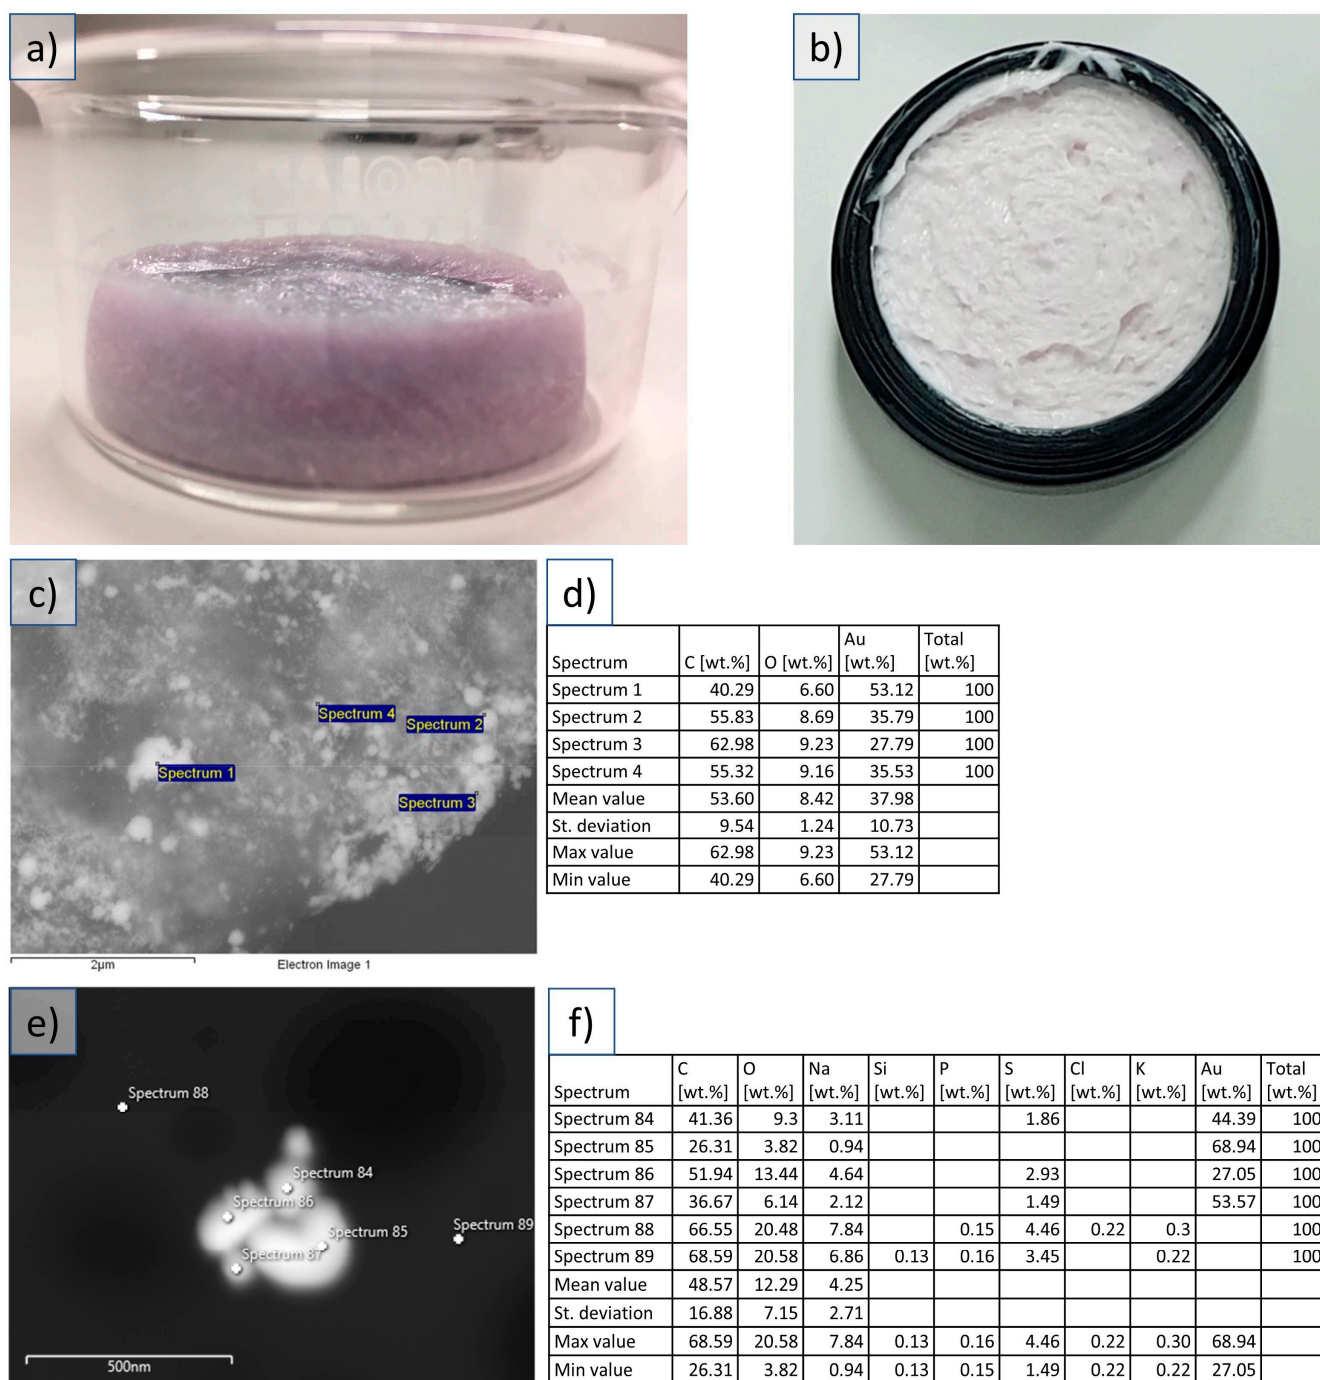 a)
b)
c)
Spectrum 4
Spectrum 2
Spectrum 1
Spectrum 3
2μm Electron Image 1
d)
Spectrum C [wt.%] O [wt.%] Au [wt.%] Total [wt.%]
Spectrum 1 40.29 6.60 53.12 100
Spectrum 2 55.83 8.69 35.79 100
Spectrum 3 62.98 9.23 27.79 100
Spectrum 4 55.32 9.16 35.53 100
Mean value 53.60 8.42 37.98
St. deviation 9.54 1.24 10.73
Max value 62.98 9.23 53.12
Min value 40.29 6.60 27.79
e)
Spectrum 88
Spectrum 84
Spectrum 86
Spectrum 85
Spectrum 89
Spectrum 87
500nm
f)
Spectrum C [wt.%] O [wt.%] Na [wt.%] Si [wt.%] P [wt.%] S [wt.%] Cl [wt.%] K [wt.%] Au [wt.%] Total [wt.%]
Spectrum 84 41.36 9.3 3.11 1.86 44.39 100
Spectrum 85 26.31 3.82 0.94 68.94 100
Spectrum 86 51.94 13.44 4.64 2.93 27.05 100
Spectrum 87 36.67 6.14 2.12 1.49 53.57 100
Spectrum 88 66.55 20.48 7.84 0.15 4.46 0.22 0.3 100
Spectrum 89 68.59 20.58 6.86 0.13 0.16 3.45 0.22 100
Mean value 48.57 12.29 4.25
St. deviation 16.88 7.15 2.71
Max value 68.59 20.58 7.84 0.13 0.16 4.46 0.22 0.30 68.94
Min value 26.31 3.82 0.94 0.13 0.15 1.49 0.22 0.22 27.05